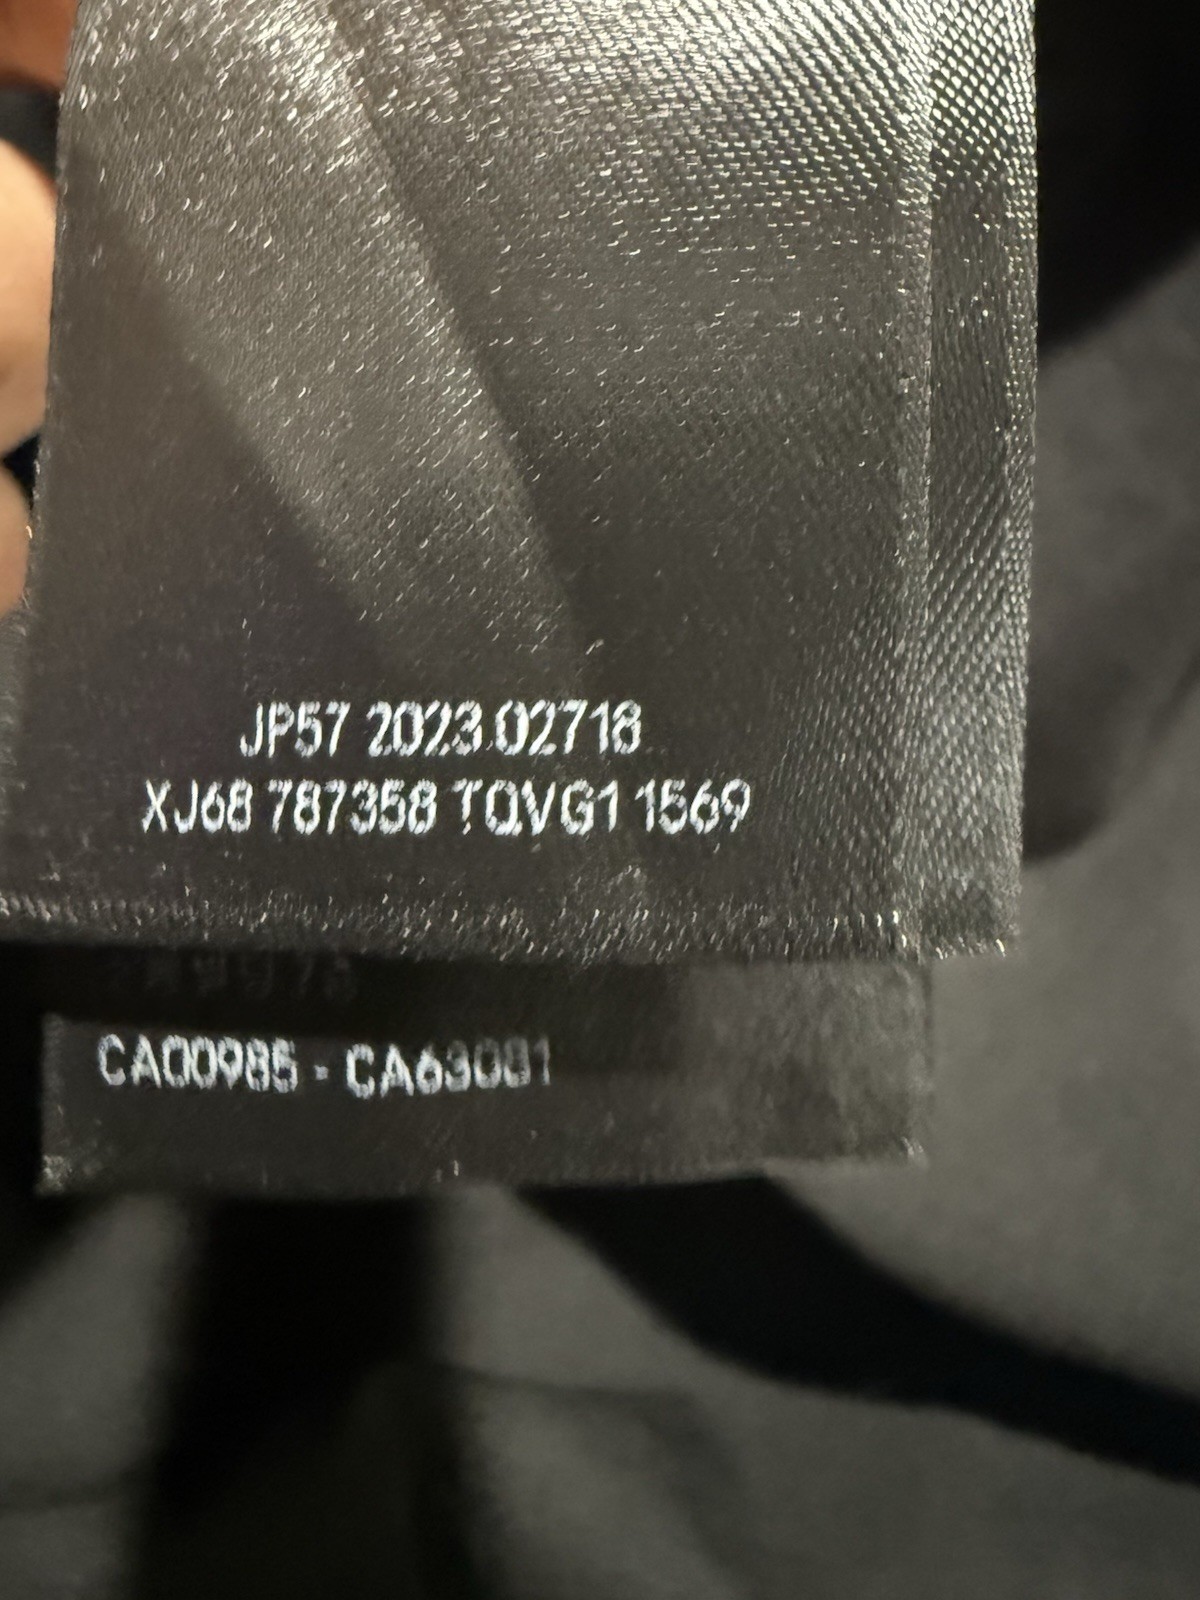 JP57 2023.02718
XJ68 787358 TQVG1 1569
CA00985 - CA63081